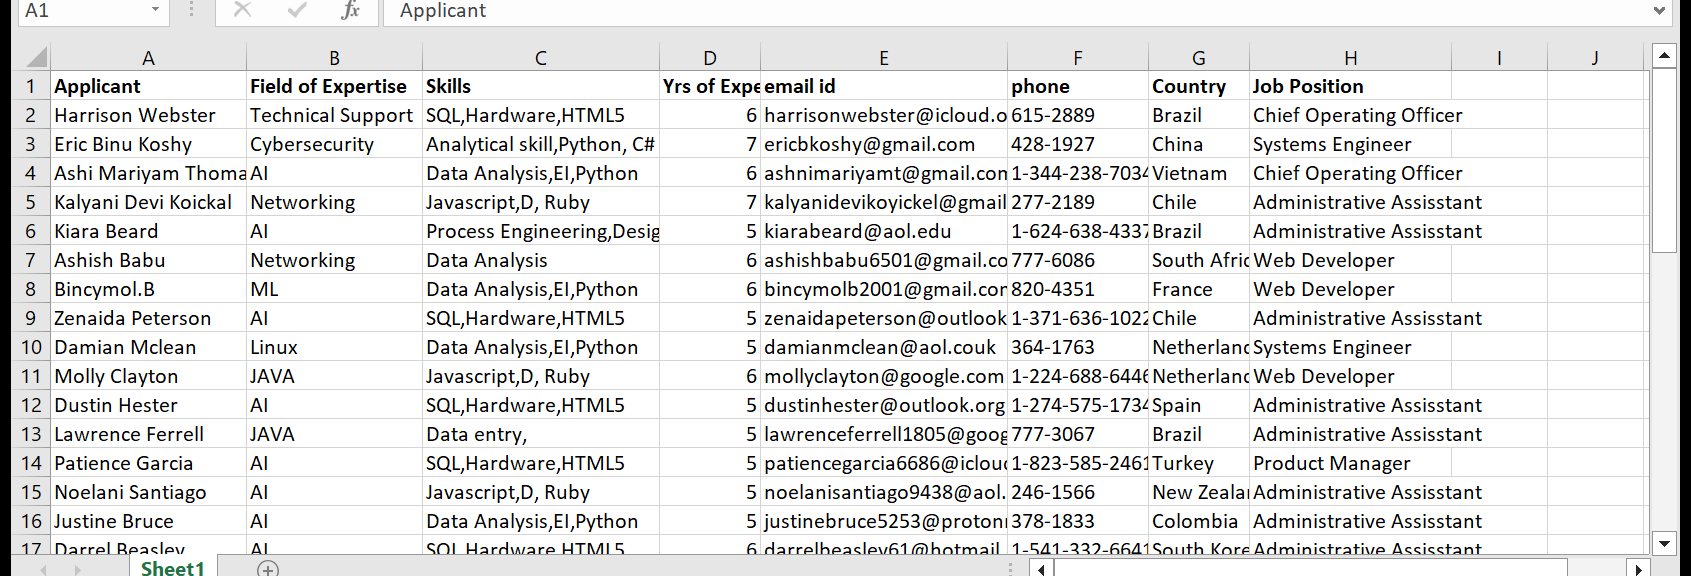 A1 fx Applicant
A B C D E F G H I J
1 Applicant Field of Expertise Skills Yrs of Expe email id phone Country Job Position
2 Harrison Webster Technical Support SQL,Hardware,HTML5 6 harrisonwebster@icloud.o 615-2889 Brazil Chief Operating Officer
3 Eric Binu Koshy Cybersecurity Analytical skill,Python, C# 7 ericbkoshy@gmail.com 428-1927 China Systems Engineer
4 Ashi Mariyam Thoma AI Data Analysis,EI,Python 6 ashnimariyamt@gmail.com 1-344-238-7034 Vietnam Chief Operating Officer
5 Kalyani Devi Koickal Networking Javascript,D, Ruby 7 kalyanidevikoyickel@gmail 277-2189 Chile Administrative Assisstant
6 Kiara Beard AI Process Engineering,Desig 5 kiarabeard@aol.edu 1-624-638-4337 Brazil Administrative Assisstant
7 Ashish Babu Networking Data Analysis 6 ashishbabu6501@gmail.co 777-6086 South Afric Web Developer
8 Bincymol.B ML Data Analysis,EI,Python 6 bincymolb2001@gmail.com 820-4351 France Web Developer
9 Zenaida Peterson AI SQL,Hardware,HTML5 5 zenaidapeterson@outlook 1-371-636-1022 Chile Administrative Assisstant
10 Damian Mclean Linux Data Analysis,EI,Python 5 damianmclean@aol.couk 364-1763 Netherland Systems Engineer
11 Molly Clayton JAVA Javascript,D, Ruby 6 mollyclayton@google.com 1-224-688-6446 Netherland Web Developer
12 Dustin Hester AI SQL,Hardware,HTML5 5 dustinhester@outlook.org 1-274-575-1734 Spain Administrative Assisstant
13 Lawrence Ferrell JAVA Data entry, 5 lawrenceferrell1805@goog 777-3067 Brazil Administrative Assisstant
14 Patience Garcia AI SQL,Hardware,HTML5 5 patiencegarcia6686@icloud 1-823-585-2461 Turkey Product Manager
15 Noelani Santiago AI Javascript,D, Ruby 5 noelanisantiago9438@aol. 246-1566 New Zealan Administrative Assisstant
16 Justine Bruce AI Data Analysis,EI,Python 5 justinebruce5253@proton 378-1833 Colombia Administrative Assisstant
17 Darrel Beasley AI SQL,Hardware,HTML5 6 darrelbeasley61@hotmail. 1-541-332-6641 South Kore Administrative Assisstant
Sheet1